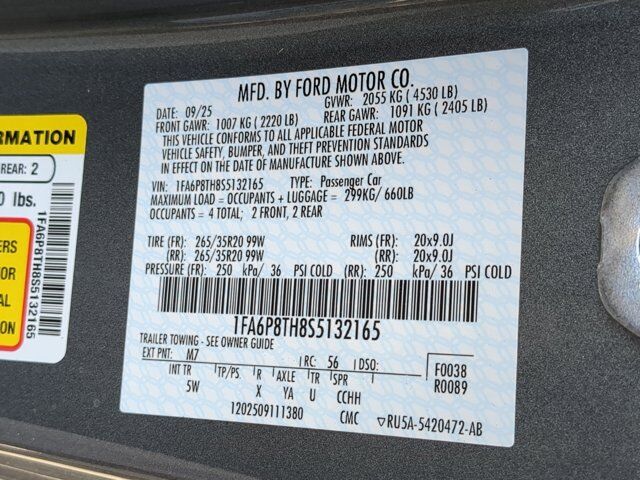 MFD. BY FORD MOTOR CO.
DATE: 09/25 GVWR: 2055 KG ( 4530 LB)
FRONT GAWR: 1007 KG ( 2220 LB) REAR GAWR: 1091 KG ( 2405 LB)
THIS VEHICLE CONFORMS TO ALL APPLICABLE FEDERAL MOTOR
VEHICLE SAFETY, BUMPER, AND THEFT PREVENTION STANDARDS
IN EFFECT ON THE DATE OF MANUFACTURE SHOWN ABOVE.
VIN: 1FA6P8TH8S5132165 TYPE: Passenger Car
MAXIMUM LOAD = OCCUPANTS + LUGGAGE = 299KG/ 660LB
OCCUPANTS = 4 TOTAL; 2 FRONT, 2 REAR
TIRE (FR): 265/35R20 99W RIMS (FR): 20x9.0J
(RR): 265/35R20 99W (RR): 20x9.0J
PRESSURE (FR): 250 kPa/ 36 PSI COLD (RR): 250 kPa/ 36 PSI COLD
1FA6P8TH8S5132165
TRAILER TOWING - SEE OWNER GUIDE
EXT PNT: M7 RC: 56 DSO: F0038
INT TR TP/PS R AXLE TR SPR R0089
5W X YA U CCHH
1202509111380 CMC ▽RU5A-5420472-AB
RMATION
REAR: 2
0 lbs.
ERS
OR
AL
S
1FA6P8TH8S5132165